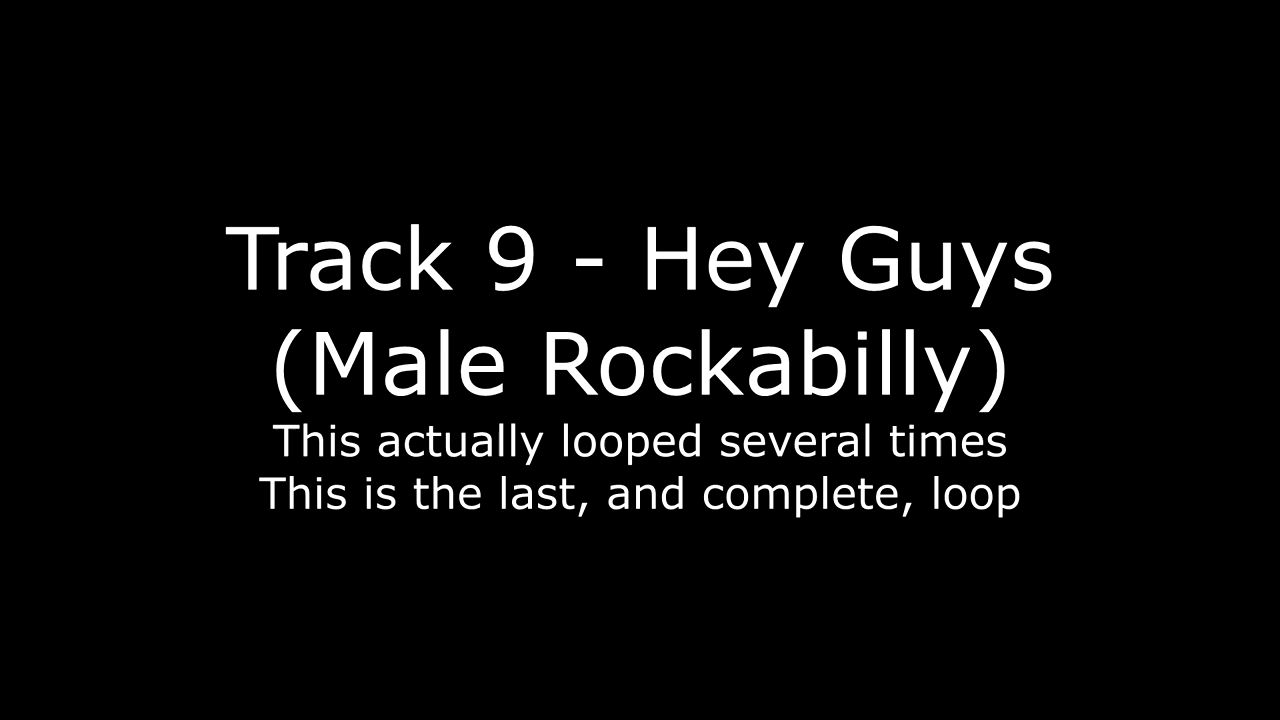 Track 9 - Hey Guys
(Male Rockabilly)
This actually looped several times
This is the last, and complete, loop